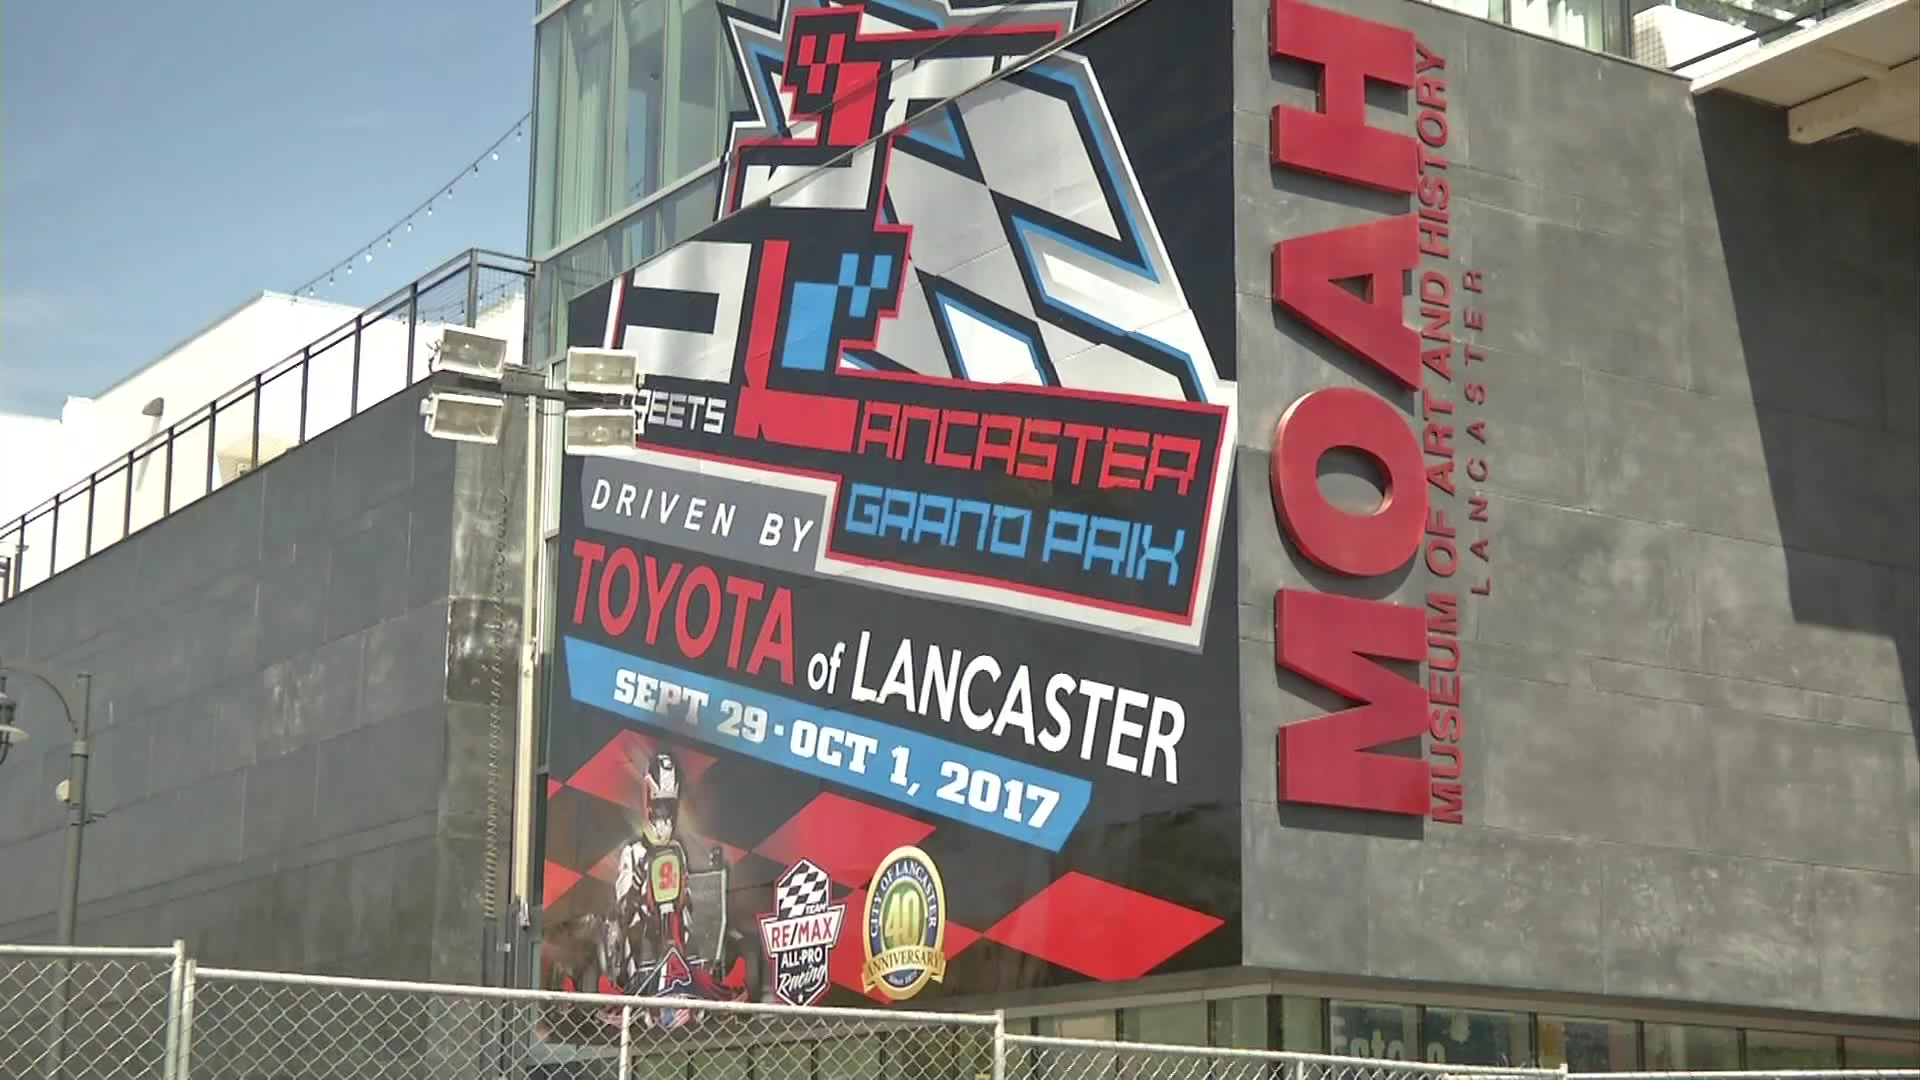 LANCASTER
GRAND PRIX
DRIVEN BY
TOYOTA of LANCASTER
SEPT 29 · OCT 1, 2017
TEAM
RE/MAX
ALL-PRO
Racing
CITY OF LANCASTER
40
ANNIVERSARY
MOAH
MUSEUM OF ART AND HISTORY
LANCASTER